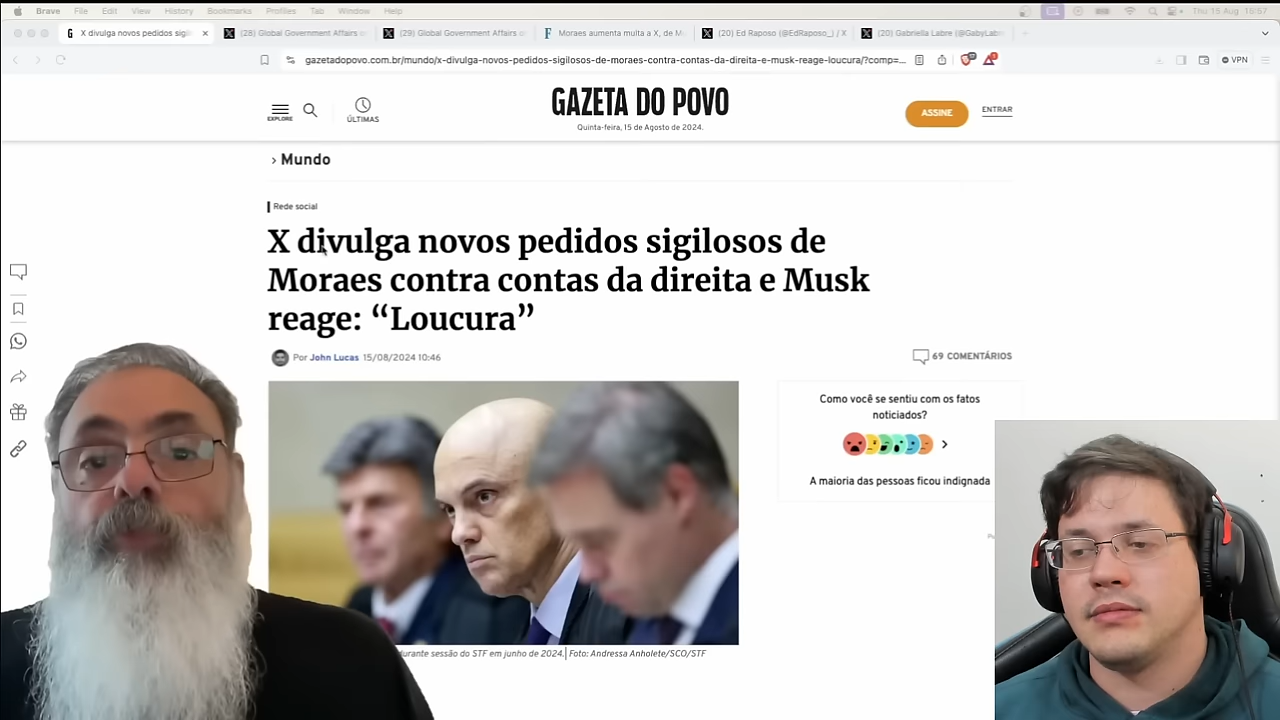 Brave File Edit View History Bookmarks Profiles Tab Window Help
Thu 15 Aug 15:57
X divulga novos pedidos sigil
(28) Global Government Affairs
(29) Global Government Affairs
Moraes aumenta multa a X, de M
(20) Ed Raposo (@EdRaposo_) / X
(20) Gabriella Labre (@GabyLabr
gazetadopovo.com.br/mundo/x-divulga-novos-pedidos-sigilosos-de-moraes-contra-contas-da-direita-e-musk-reage-loucura/?comp=...
VPN
EXPLORE
ÚLTIMAS
GAZETA DO POVO
Quinta-feira, 15 de Agosto de 2024.
ASSINE
ENTRAR
› Mundo
Rede social
X divulga novos pedidos sigilosos de
Moraes contra contas da direita e Musk
reage: “Loucura”
Por John Lucas 15/08/2024 10:46
69 COMENTÁRIOS
Como você se sentiu com os fatos
noticiados?
A maioria das pessoas ficou indignada
durante sessão do STF em junho de 2024.| Foto: Andressa Anholete/SCO/STF